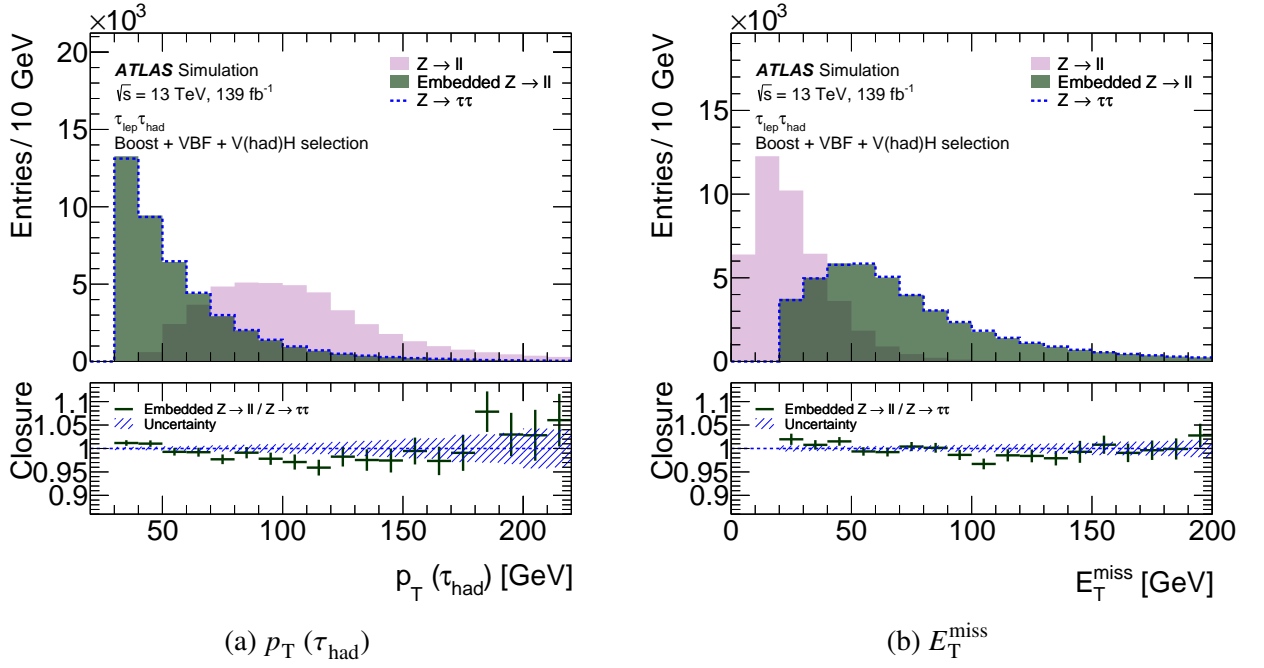 ×10³
Entries / 10 GeV
20
15
10
5
0
ATLAS Simulation
√s = 13 TeV, 139 fb⁻¹
τlepτhad
Boost + VBF + V(had)H selection
Z → ll
Embedded Z → ll
Z → ττ
Closure
1.1
1.05
1
0.95
0.9
Embedded Z → ll / Z → ττ
Uncertainty
50 100 150 200
pT (τhad) [GeV]
(a) pT (τhad)
×10³
Entries / 10 GeV
15
10
5
0
ATLAS Simulation
√s = 13 TeV, 139 fb⁻¹
τlepτhad
Boost + VBF + V(had)H selection
Z → ll
Embedded Z → ll
Z → ττ
Closure
1.1
1.05
1
0.95
0.9
Embedded Z → ll / Z → ττ
Uncertainty
0 50 100 150 200
ETmiss [GeV]
(b) ETmiss